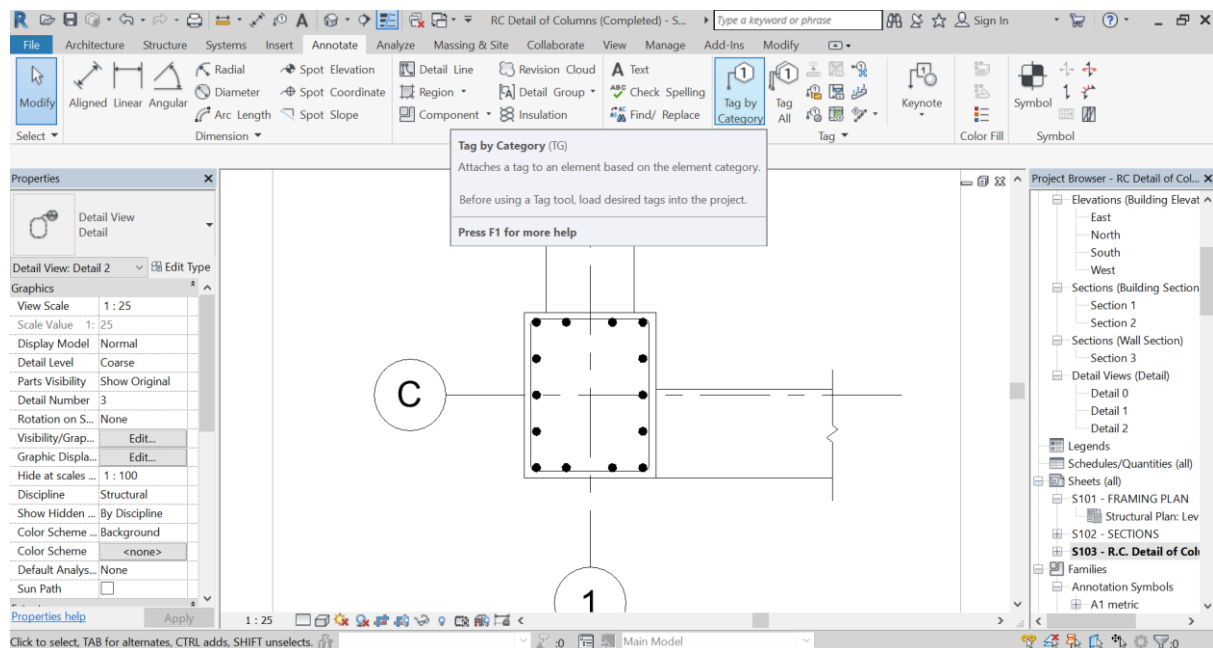 RC Detail of Columns (Completed) - S... Type a keyword or phrase Sign In
File Architecture Structure Systems Insert Annotate Analyze Massing & Site Collaborate View Manage Add-Ins Modify
Modify
Aligned Linear Angular
Radial
Diameter
Arc Length
Spot Elevation
Spot Coordinate
Spot Slope
Detail Line
Region
Component
Revision Cloud
Detail Group
Insulation
Text
Check Spelling
Find/ Replace
Tag by
Category
Tag
All
Keynote
Symbol
Select Dimension Tag Color Fill Symbol
Tag by Category (TG)
Attaches a tag to an element based on the element category.
Before using a Tag tool, load desired tags into the project.
Press F1 for more help
Properties
Detail View
Detail
Detail View: Detail 2 Edit Type
Graphics
View Scale 1 : 25
Scale Value 1: 25
Display Model Normal
Detail Level Coarse
Parts Visibility Show Original
Detail Number 3
Rotation on S... None
Visibility/Grap... Edit...
Graphic Displa... Edit...
Hide at scales ... 1 : 100
Discipline Structural
Show Hidden ... By Discipline
Color Scheme ... Background
Color Scheme <none>
Default Analys... None
Sun Path
Properties help Apply
C
1
1 : 25
Project Browser - RC Detail of Col...
Elevations (Building Elevat
East
North
South
West
Sections (Building Section
Section 1
Section 2
Sections (Wall Section)
Section 3
Detail Views (Detail)
Detail 0
Detail 1
Detail 2
Legends
Schedules/Quantities (all)
Sheets (all)
S101 - FRAMING PLAN
Structural Plan: Lev
S102 - SECTIONS
S103 - R.C. Detail of Colu
Families
Annotation Symbols
A1 metric
Click to select, TAB for alternates, CTRL adds, SHIFT unselects. :0 Main Model :0